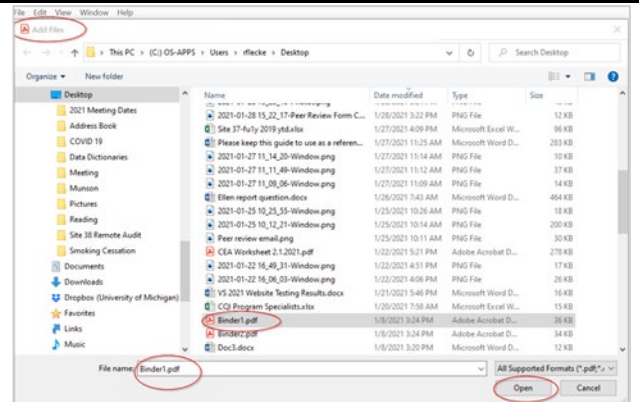 File Edit View Window Help
Add Files
This PC > (C:) OS-APPS > Users > rflecke > Desktop
Search Desktop
Organize New folder
Name Date modified Type Size
Desktop
2021 Meeting Dates
Address Book
COVID 19
Data Dictionaries
Meeting
Munson
Pictures
Reading
Site 38 Remote Audit
Smoking Cessation
Documents
Downloads
Dropbox (University of Michigan)
Favorites
Links
Music
2021-01-28 15_22_17-Peer Review Form C... 1/28/2021 3:22 PM PNG File 12 KB
Site 37-fu1y 2019 ytd.xlsx 1/27/2021 4:09 PM Microsoft Excel W... 96 KB
Please keep this guide to use as a referen... 1/27/2021 11:25 AM Microsoft Word D... 283 KB
2021-01-27 11_14_20-Window.png 1/27/2021 11:14 AM PNG File 10 KB
2021-01-27 11_11_49-Window.png 1/27/2021 11:12 AM PNG File 37 KB
2021-01-27 11_09_06-Window.png 1/27/2021 11:09 AM PNG File 14 KB
Ellen report question.docx 1/26/2021 7:43 AM Microsoft Word D... 464 KB
2021-01-25 10_25_55-Window.png 1/25/2021 10:26 AM PNG File 18 KB
2021-01-25 10_12_21-Window.png 1/25/2021 10:14 AM PNG File 200 KB
Peer review email.png 1/25/2021 10:11 AM PNG File 30 KB
CEA Worksheet 2.1.2021.pdf 1/22/2021 5:21 PM Adobe Acrobat D... 278 KB
2021-01-22 16_49_31-Window.png 1/22/2021 4:51 PM PNG File 17 KB
2021-01-22 16_06_03-Window.png 1/22/2021 4:06 PM PNG File 26 KB
VS 2021 Website Testing Results.docx 1/21/2021 5:46 PM Microsoft Word D... 16 KB
CQI Program Specialists.xlsx 1/20/2021 7:58 AM Microsoft Excel W... 15 KB
Binder1.pdf 1/8/2021 3:24 PM Adobe Acrobat D... 36 KB
Binder2.pdf 1/8/2021 3:24 PM Adobe Acrobat D... 34 KB
Doc3.docx 1/8/2021 3:20 PM Microsoft Word D... 12 KB
File name: Binder1.pdf All Supported Formats (*.pdf;*.
Open Cancel